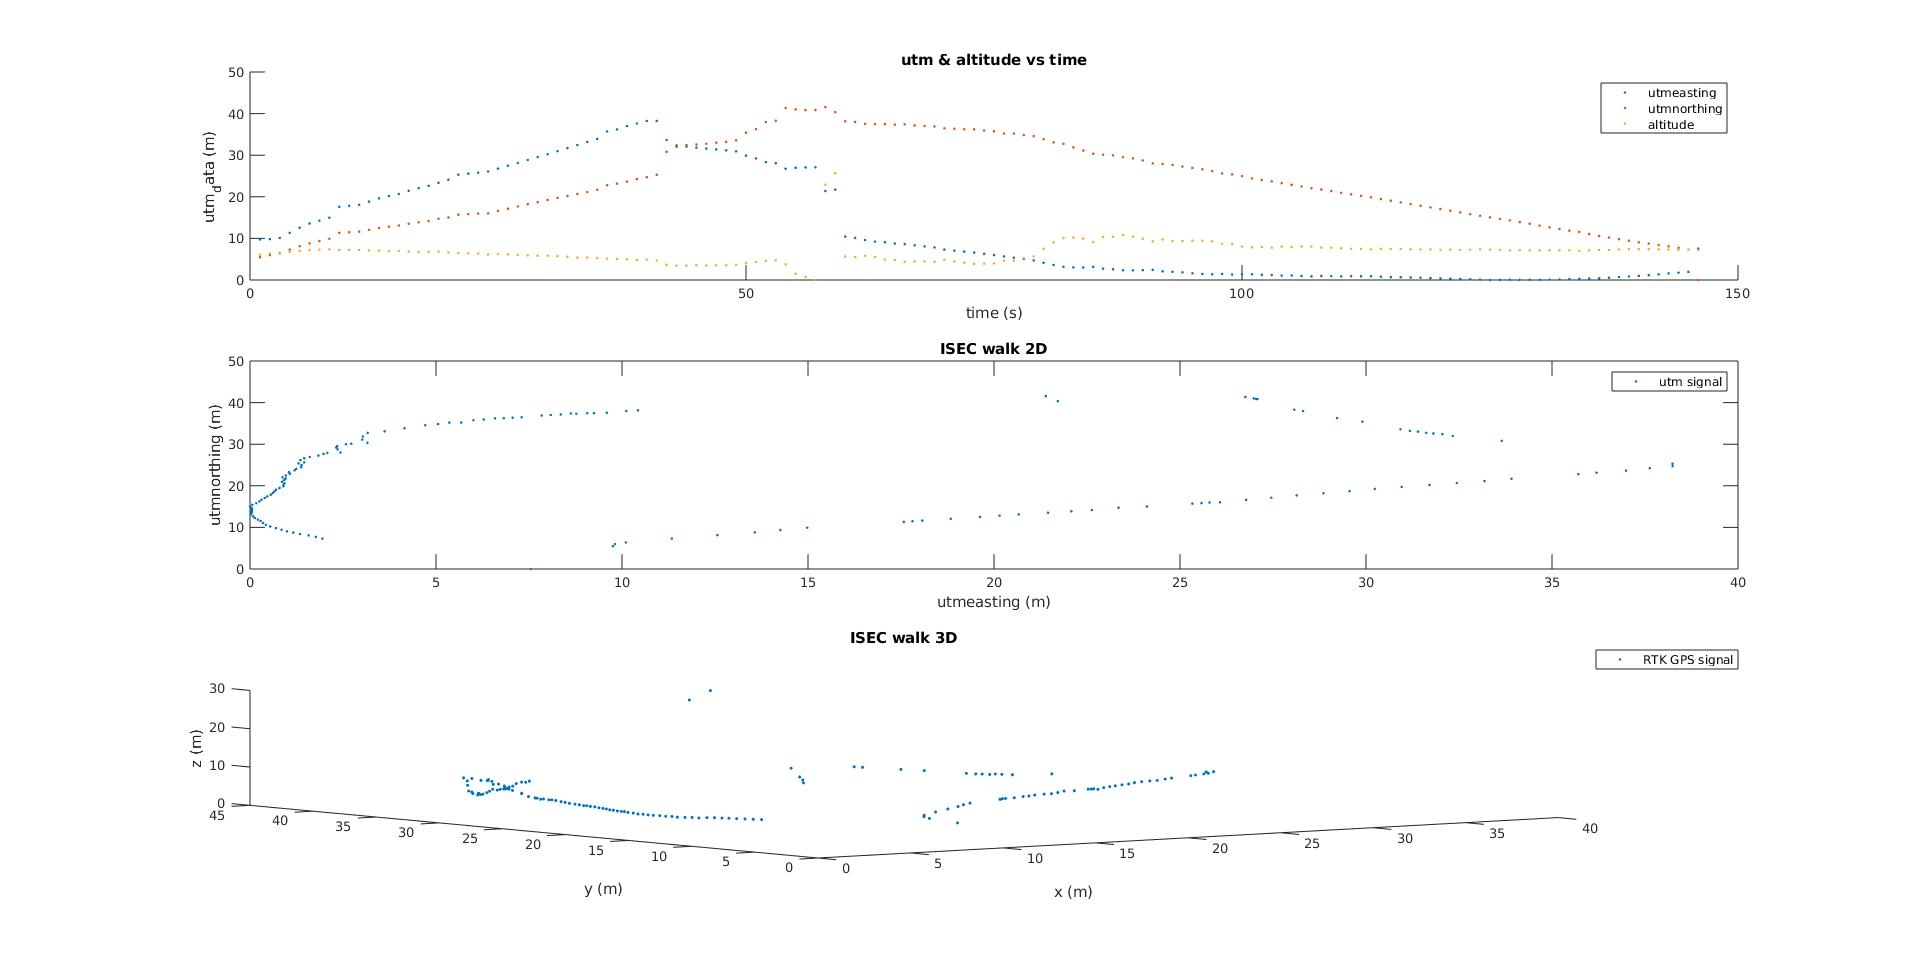 utm & altitude vs time
50
40
30
20
10
0
utm_data (m)
0 50 100 150
time (s)
utmeasting
utmnorthing
altitude
ISEC walk 2D
50
40
30
20
10
0
utmnorthing (m)
0 5 10 15 20 25 30 35 40
utmeasting (m)
utm signal
ISEC walk 3D
RTK GPS signal
30
20
10
0
z (m)
45 40 35 30 25 20 15 10 5 0
y (m)
0 5 10 15 20 25 30 35 40
x (m)